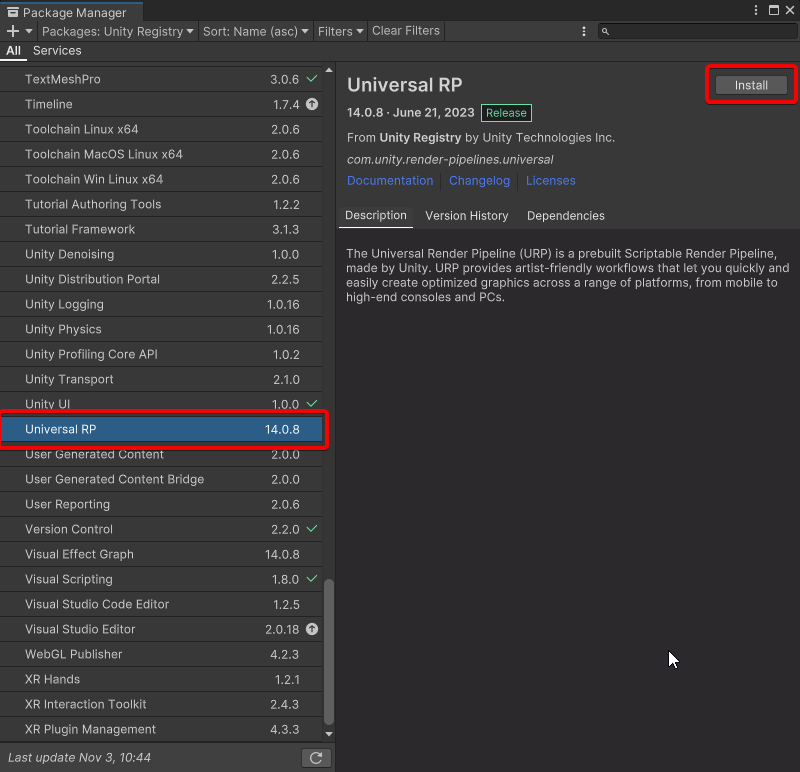 Package Manager
Packages: Unity Registry Sort: Name (asc) Filters Clear Filters
All Services
TextMeshPro 3.0.6
Timeline 1.7.4
Toolchain Linux x64 2.0.6
Toolchain MacOS Linux x64 2.0.6
Toolchain Win Linux x64 2.0.6
Tutorial Authoring Tools 1.2.2
Tutorial Framework 3.1.3
Unity Denoising 1.0.0
Unity Distribution Portal 2.2.5
Unity Logging 1.0.16
Unity Physics 1.0.16
Unity Profiling Core API 1.0.2
Unity Transport 2.1.0
Unity UI 1.0.0
Universal RP 14.0.8
User Generated Content 2.0.0
User Generated Content Bridge 2.0.0
User Reporting 2.0.6
Version Control 2.2.0
Visual Effect Graph 14.0.8
Visual Scripting 1.8.0
Visual Studio Code Editor 1.2.5
Visual Studio Editor 2.0.18
WebGL Publisher 4.2.3
XR Hands 1.2.1
XR Interaction Toolkit 2.4.3
XR Plugin Management 4.3.3
Last update Nov 3, 10:44
Universal RP
Install
14.0.8 · June 21, 2023 Release
From Unity Registry by Unity Technologies Inc.
com.unity.render-pipelines.universal
Documentation Changelog Licenses
Description Version History Dependencies
The Universal Render Pipeline (URP) is a prebuilt Scriptable Render Pipeline,
made by Unity. URP provides artist-friendly workflows that let you quickly and
easily create optimized graphics across a range of platforms, from mobile to
high-end consoles and PCs.